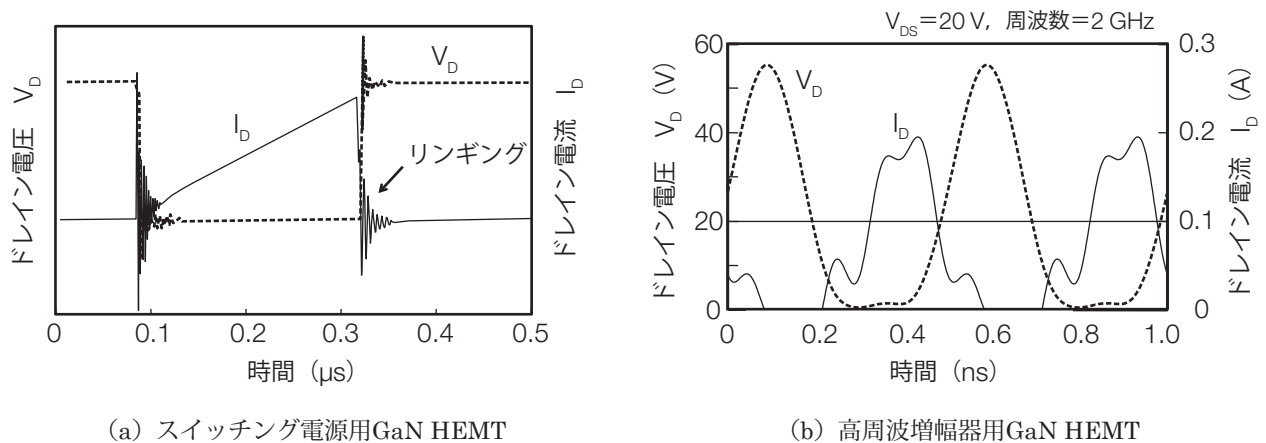 ドレイン電圧 V_D
V_D
I_D
リンギング
ドレイン電流 I_D
0
0.1
0.2
0.3
0.4
0.5
時間（μs）
（a）スイッチング電源用GaN HEMT
V_DS＝20 V，周波数＝2 GHz
ドレイン電圧 V_D（V）
60
40
20
0
V_D
I_D
0.3
0.2
0.1
0
ドレイン電流 I_D（A）
0
0.2
0.4
0.6
0.8
1.0
時間（ns）
（b）高周波増幅器用GaN HEMT